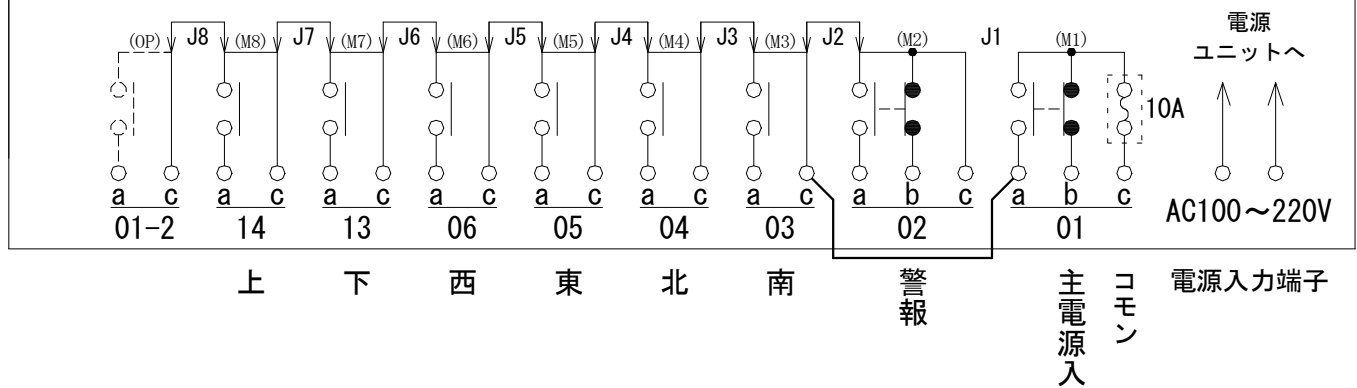 電源
ユニットへ
(OP) J8 (M8) J7 (M7) J6 (M6) J5 (M5) J4 (M4) J3 (M3) J2 (M2) J1 (M1)
10A
a c a c a c a c a c a c a c a b c a b c
AC100～220V
01-2 14 13 06 05 04 03 02 01
上 下 西 東 北 南 警報 主電源入 コモン 電源入力端子